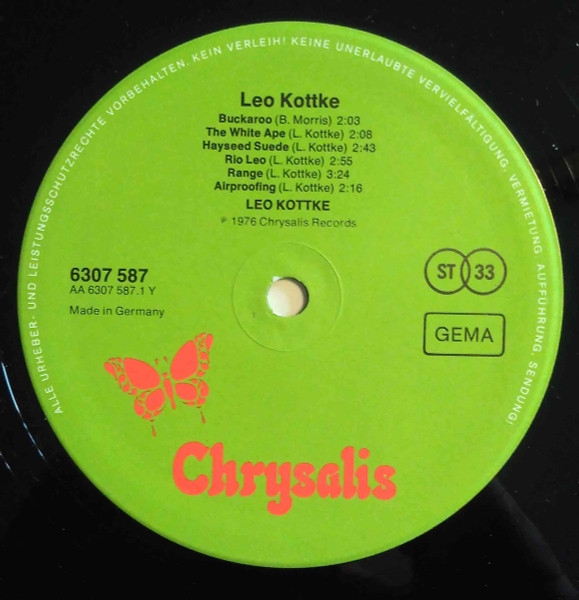 ALLE URHEBER- UND LEISTUNGSSCHUTZRECHTE VORBEHALTEN. KEIN VERLEIH! KEINE UNERLAUBTE VERVIELFÄLTIGUNG, VERMIETUNG, AUFFÜHRUNG, SENDUNG!
Leo Kottke
Buckaroo (B. Morris) 2:03
The White Ape (L. Kottke) 2:08
Hayseed Suede (L. Kottke) 2:43
Rio Leo (L. Kottke) 2:55
Range (L. Kottke) 3:24
Airproofing (L. Kottke) 2:16
LEO KOTTKE
℗ 1976 Chrysalis Records
6307 587
AA 6307 587.1 Y
Made in Germany
ST 33
GEMA
Chrysalis